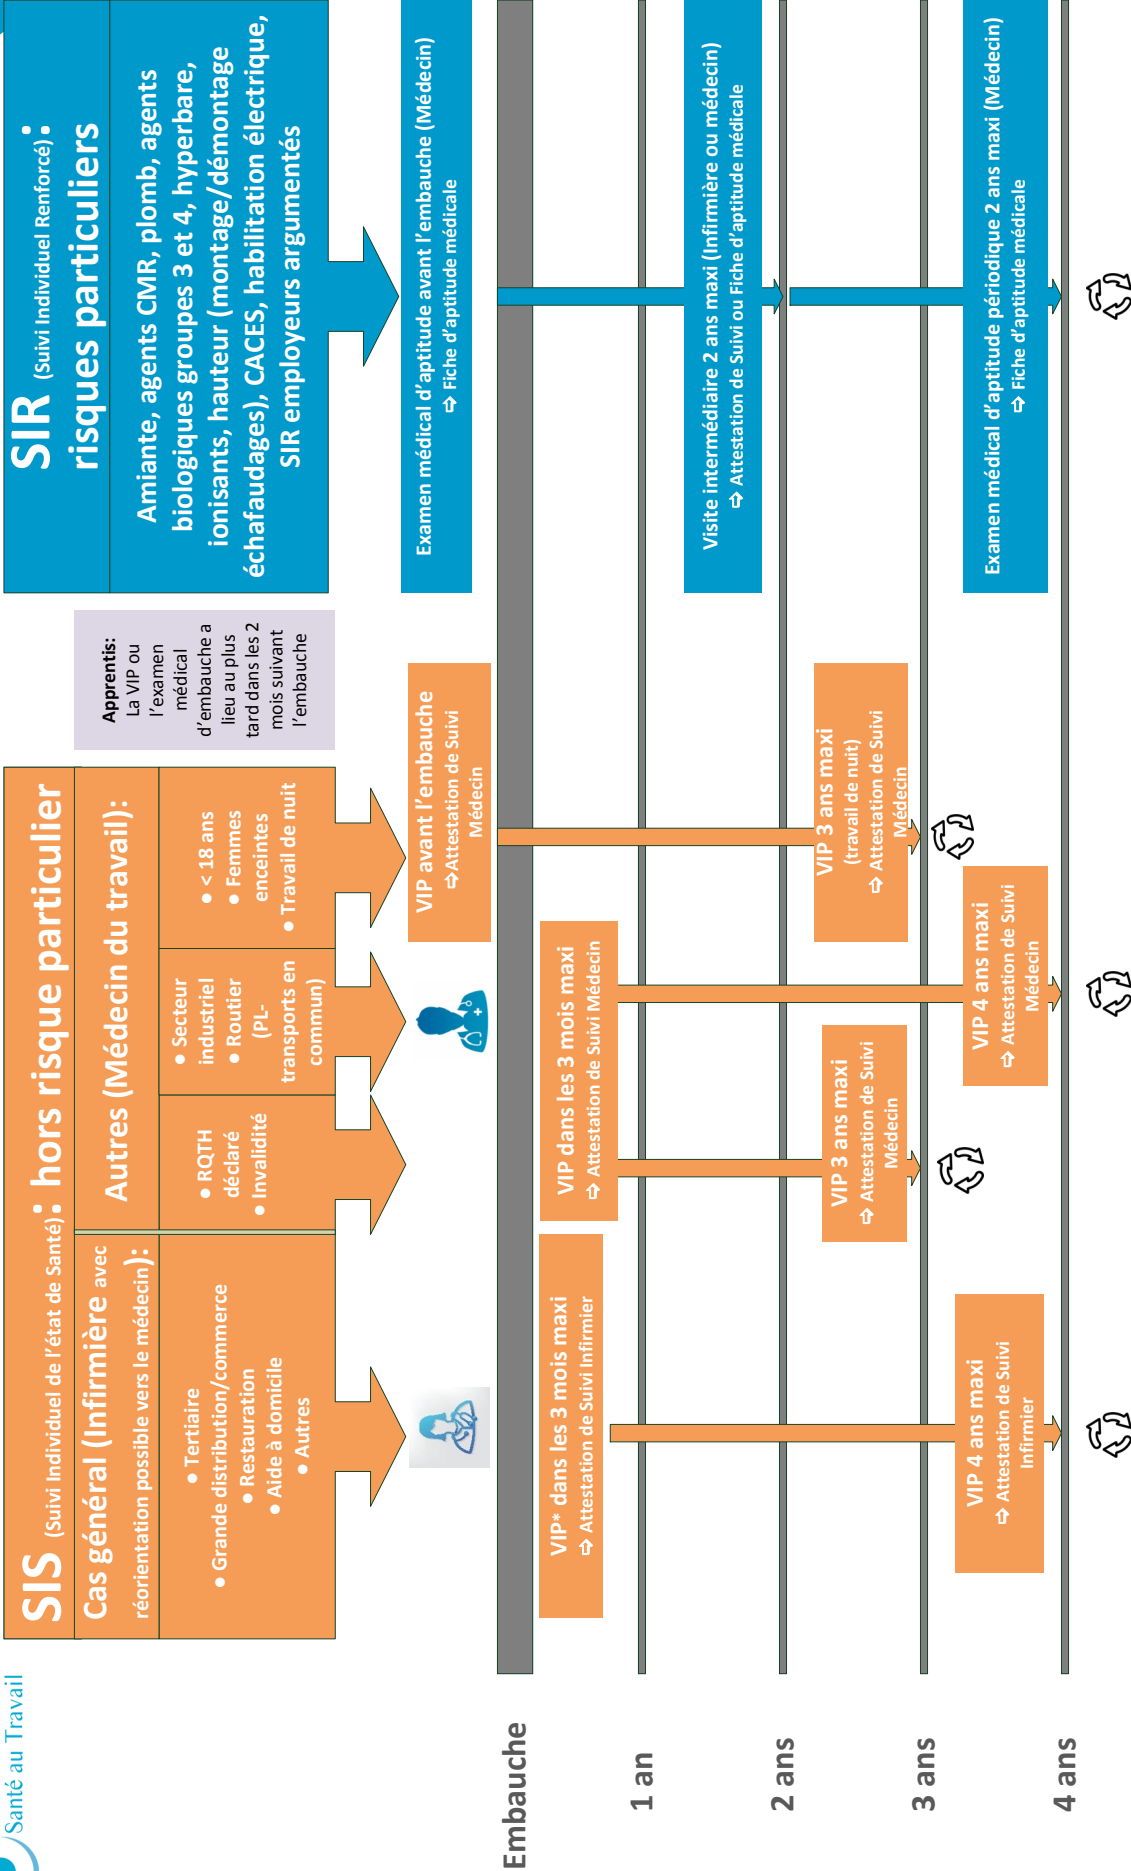 Santé au Travail
SIS (Suivi Individuel de l'état de Santé): hors risque particulier
Cas général (Infirmière avec
réorientation possible vers le médecin):
• Tertiaire
• Grande distribution/commerce
• Restauration
• Aide à domicile
• Autres
Autres (Médecin du travail):
• RQTH
déclaré
• Invalidité
• Secteur
industriel
• Routier
(PL-
transports en
commun)
• < 18 ans
• Femmes
enceintes
• Travail de nuit
Apprentis:
La VIP ou
l'examen
médical
d'embauche a
lieu au plus
tard dans les 2
mois suivant
l'embauche
SIR (Suivi Individuel Renforcé):
risques particuliers
Amiante, agents CMR, plomb, agents
biologiques groupes 3 et 4, hyperbare,
ionisants, hauteur (montage/démontage
échafaudages), CACES, habilitation électrique,
SIR employeurs argumentés
VIP avant l'embauche
⇨Attestation de Suivi
Médecin
Examen médical d'aptitude avant l'embauche (Médecin)
⇨ Fiche d'aptitude médicale
Embauche
VIP* dans les 3 mois maxi
⇨ Attestation de Suivi Infirmier
VIP dans les 3 mois maxi
⇨ Attestation de Suivi Médecin
1 an
Visite intermédiaire 2 ans maxi (Infirmière ou médecin)
⇨ Attestation de Suivi ou Fiche d'aptitude médicale
2 ans
VIP 3 ans maxi
⇨ Attestation de Suivi
Médecin
VIP 3 ans maxi
(travail de nuit)
⇨ Attestation de Suivi
Médecin
3 ans
VIP 4 ans maxi
⇨ Attestation de Suivi
Infirmier
VIP 4 ans maxi
⇨ Attestation de Suivi
Médecin
Examen médical d'aptitude périodique 2 ans maxi (Médecin)
⇨ Fiche d'aptitude médicale
4 ans